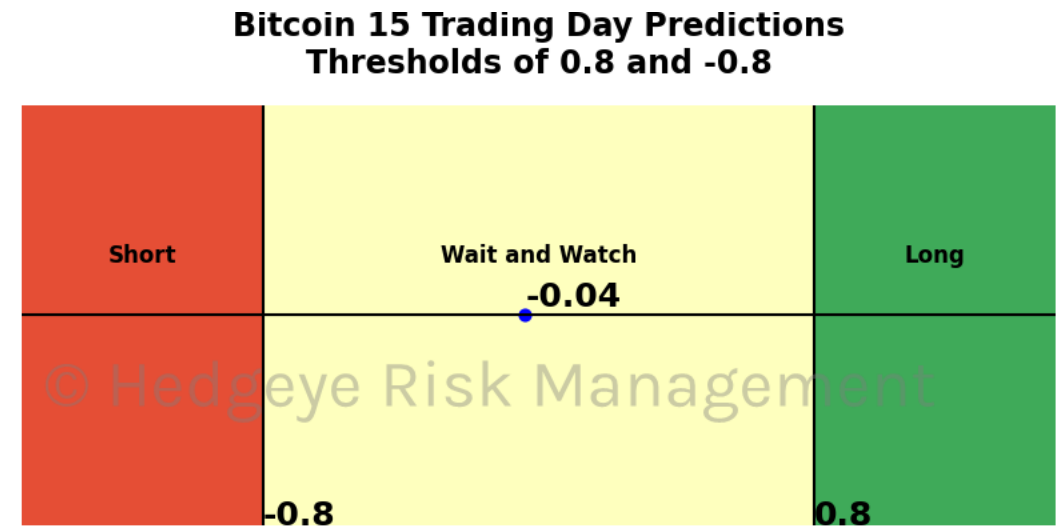 Bitcoin 15 Trading Day Predictions
Thresholds of 0.8 and -0.8
Short
Wait and Watch
Long
-0.04
© Hedgeye Risk Management
-0.8
0.8